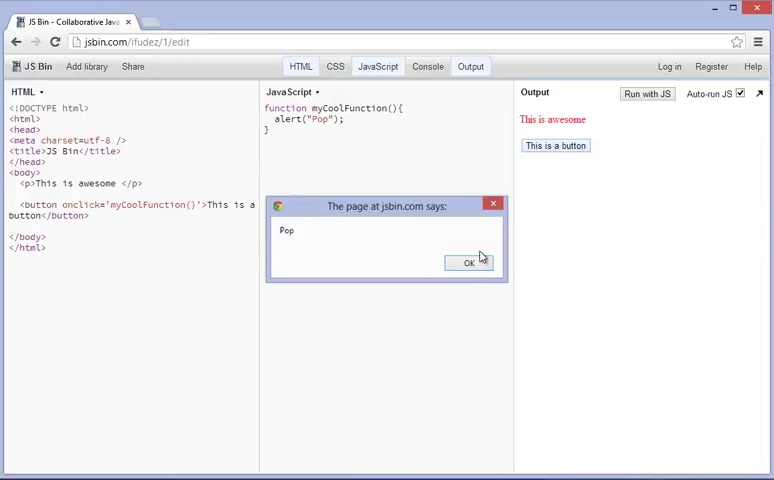 JS Bin - Collaborative Java
jsbin.com/ifudez/1/edit
JS Bin Add library Share HTML CSS JavaScript Console Output Log in Register Help
HTML
<!DOCTYPE html>
<html>
<head>
<meta charset=utf-8 />
<title>JS Bin</title>
</head>
<body>
<p>This is awesome </p>
<button onclick='myCoolFunction()'>This is a
button</button>
</body>
</html>
JavaScript
function myCoolFunction(){
alert("Pop");
}
The page at jsbin.com says:
Pop
OK
Output Run with JS Auto-run JS
This is awesome
This is a button